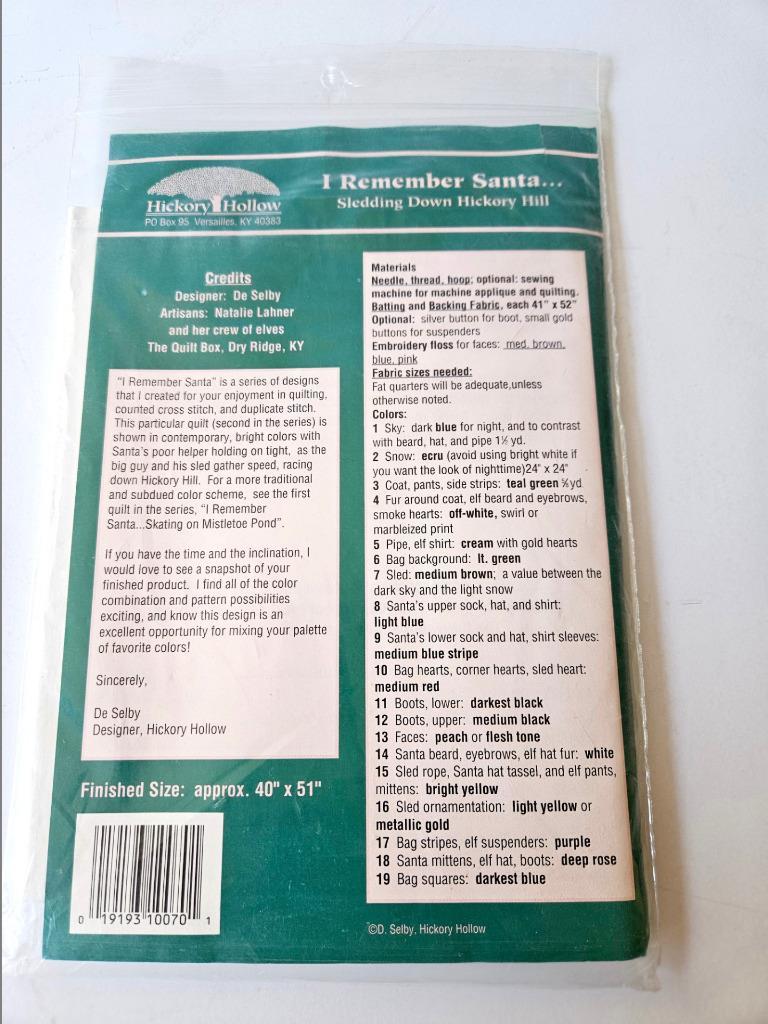 Hickory Hollow
PO Box 95 Versailles, KY 40383
I Remember Santa...
Sledding Down Hickory Hill
Credits
Designer: De Selby
Artisans: Natalie Lahner
and her crew of elves
The Quilt Box, Dry Ridge, KY
"I Remember Santa" is a series of designs
that I created for your enjoyment in quilting,
counted cross stitch, and duplicate stitch.
This particular quilt (second in the series) is
shown in contemporary, bright colors with
Santa's poor helper holding on tight, as the
big guy and his sled gather speed, racing
down Hickory Hill. For a more traditional
and subdued color scheme, see the first
quilt in the series, "I Remember
Santa...Skating on Mistletoe Pond".
If you have the time and the inclination, I
would love to see a snapshot of your
finished product. I find all of the color
combination and pattern possibilities
exciting, and know this design is an
excellent opportunity for mixing your palette
of favorite colors!
Sincerely,
De Selby
Designer, Hickory Hollow
Finished Size: approx. 40" x 51"
0 19193 10070 1
Materials
Needle, thread, hoop; optional: sewing
machine for machine applique and quilting.
Batting and Backing Fabric, each 41" x 52"
Optional: silver button for boot, small gold
buttons for suspenders
Embroidery floss for faces: med. brown,
blue, pink
Fabric sizes needed:
Fat quarters will be adequate,unless
otherwise noted.
Colors:
1 Sky: dark blue for night, and to contrast
with beard, hat, and pipe 1½ yd.
2 Snow: ecru (avoid using bright white if
you want the look of nighttime)24" x 24"
3 Coat, pants, side strips: teal green yd
4 Fur around coat, elf beard and eyebrows,
smoke hearts: off-white, swirl or
marbleized print
5 Pipe, elf shirt: cream with gold hearts
6 Bag background: lt. green
7 Sled: medium brown; a value between the
dark sky and the light snow
8 Santa's upper sock, hat, and shirt:
light blue
9 Santa's lower sock and hat, shirt sleeves:
medium blue stripe
10 Bag hearts, corner hearts, sled heart:
medium red
11 Boots, lower: darkest black
12 Boots, upper: medium black
13 Faces: peach or flesh tone
14 Santa beard, eyebrows, elf hat fur: white
15 Sled rope, Santa hat tassel, and elf pants,
mittens: bright yellow
16 Sled ornamentation: light yellow or
metallic gold
17 Bag stripes, elf suspenders: purple
18 Santa mittens, elf hat, boots: deep rose
19 Bag squares: darkest blue
©D. Selby, Hickory Hollow